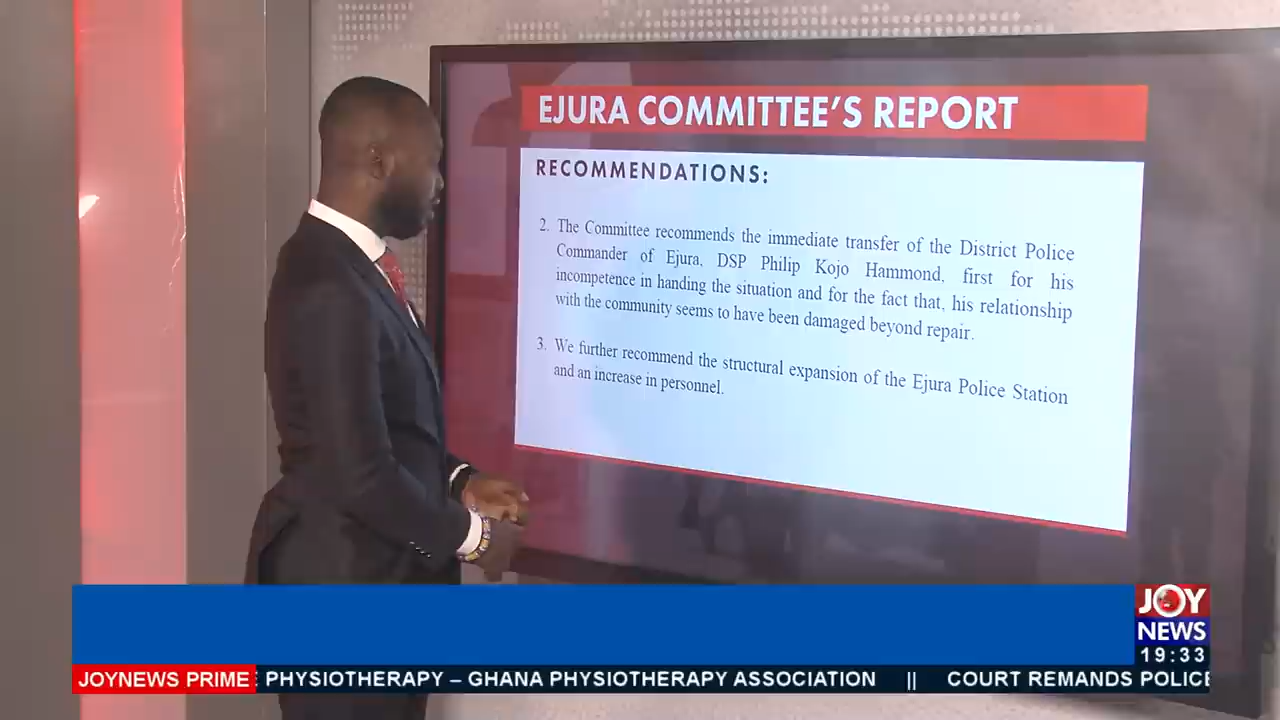 EJURA COMMITTEE'S REPORT
RECOMMENDATIONS:
2. The Committee recommends the immediate transfer of the District Police
Commander of Ejura, DSP Philip Kojo Hammond, first for his
incompetence in handing the situation and for the fact that, his relationship
with the community seems to have been damaged beyond repair.
3. We further recommend the structural expansion of the Ejura Police Station
and an increase in personnel.
JOY
NEWS
19:33
JOYNEWS PRIME PHYSIOTHERAPY – GHANA PHYSIOTHERAPY ASSOCIATION || COURT REMANDS POLICE